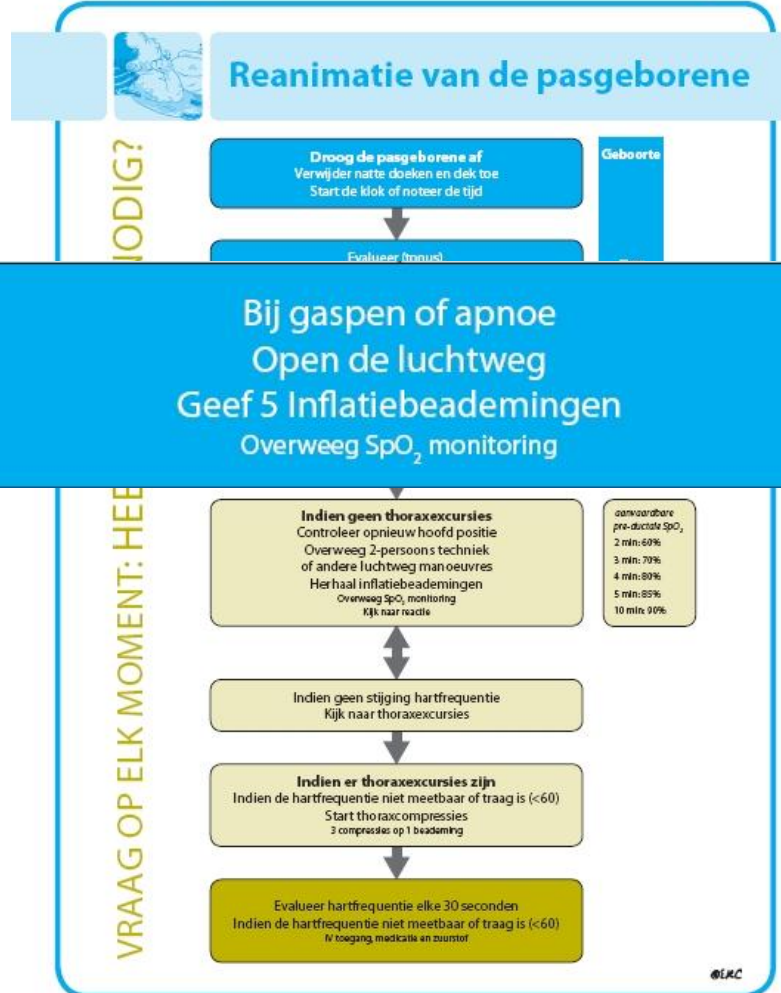 Reanimatie van de pasgeborene
Droog de pasgeborene af
Verwijder natte doeken en dek toe
Start de klok of noteer de tijd
Geboorte
Evalueer (tonus)
Bij gaspen of apnoe
Open de luchtweg
Geef 5 Inflatiebeademingen
Overweeg SpO₂ monitoring
Indien geen thoraxexcursies
Controleer opnieuw hoofd positie
Overweeg 2-persoons techniek
of andere luchtweg manoeuvres
Herhaal inflatiebeademingen
Overweeg SpO₂ monitoring
Kijk naar reactie
aanvaardbare
pre-ductale SpO₂
2 min: 60%
3 min: 70%
4 min: 80%
5 min: 85%
10 min: 90%
Indien geen stijging hartfrequentie
Kijk naar thoraxexcursies
Indien er thoraxexcursies zijn
Indien de hartfrequentie niet meetbaar of traag is (<60)
Start thoraxcompressies
3 compressies op 1 beademing
Evalueer hartfrequentie elke 30 seconden
Indien de hartfrequentie niet meetbaar of traag is (<60)
IV toegang, medicatie en zuurstof
VRAAG OP ELK MOMENT: HEE
NODIG?
@ERC